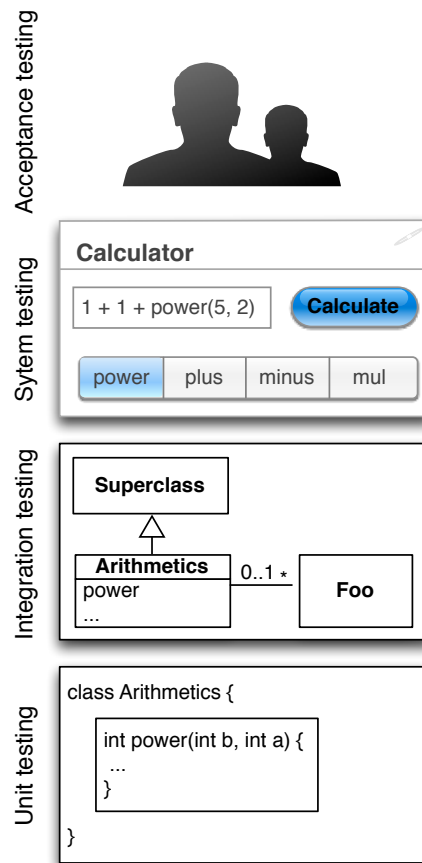 Acceptance testing
Sytem testing
Calculator
1 + 1 + power(5, 2)
Calculate
power
plus
minus
mul
Integration testing
Superclass
Arithmetics
power
...
0..1 *
Foo
Unit testing
class Arithmetics {
int power(int b, int a) {
...
}
}